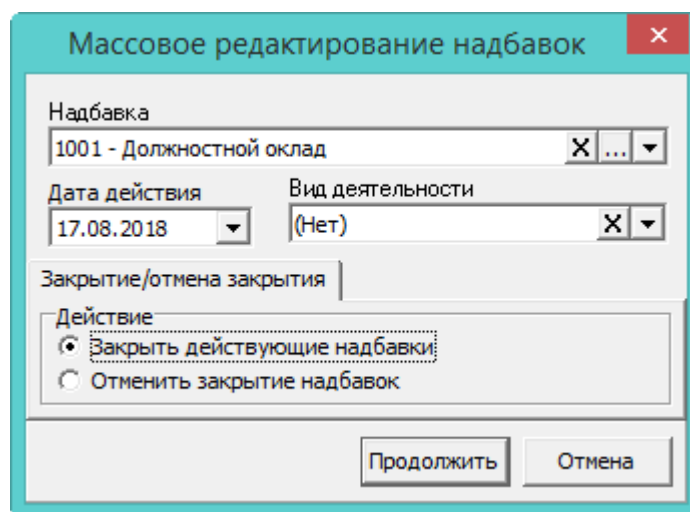 Массовое редактирование надбавок
Надбавка
1001 - Должностной оклад
Дата действия
Вид деятельности
17.08.2018
(Нет)
Закрытие/отмена закрытия
Действие
Закрыть действующие надбавки
Отменить закрытие надбавок
Продолжить
Отмена